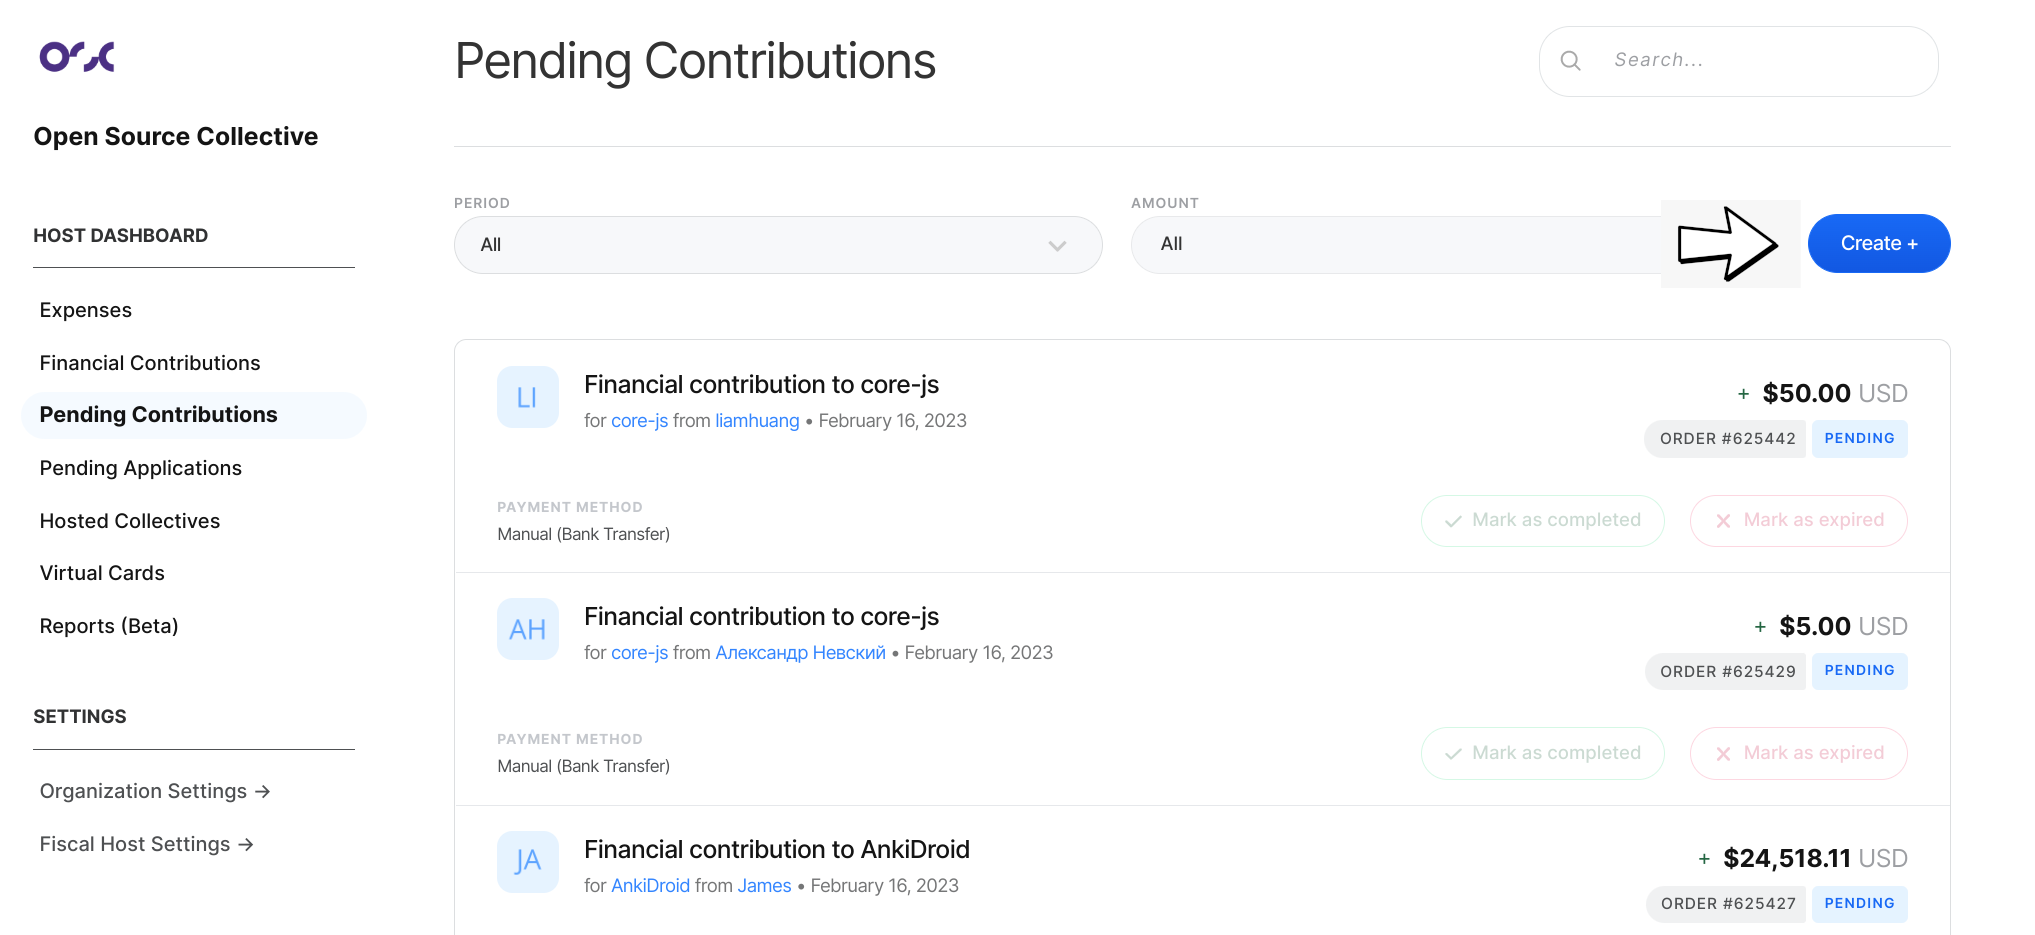 Pending Contributions
Search...
Open Source Collective
HOST DASHBOARD
Expenses
Financial Contributions
Pending Contributions
Pending Applications
Hosted Collectives
Virtual Cards
Reports (Beta)
SETTINGS
Organization Settings →
Fiscal Host Settings →
PERIOD
All
AMOUNT
All
Create +
LI
Financial contribution to core-js
for core-js from liamhuang • February 16, 2023
+ $50.00 USD
ORDER #625442 PENDING
PAYMENT METHOD
Manual (Bank Transfer)
Mark as completed
Mark as expired
AH
Financial contribution to core-js
for core-js from Александр Невский • February 16, 2023
+ $5.00 USD
ORDER #625429 PENDING
PAYMENT METHOD
Manual (Bank Transfer)
Mark as completed
Mark as expired
JA
Financial contribution to AnkiDroid
for AnkiDroid from James • February 16, 2023
+ $24,518.11 USD
ORDER #625427 PENDING